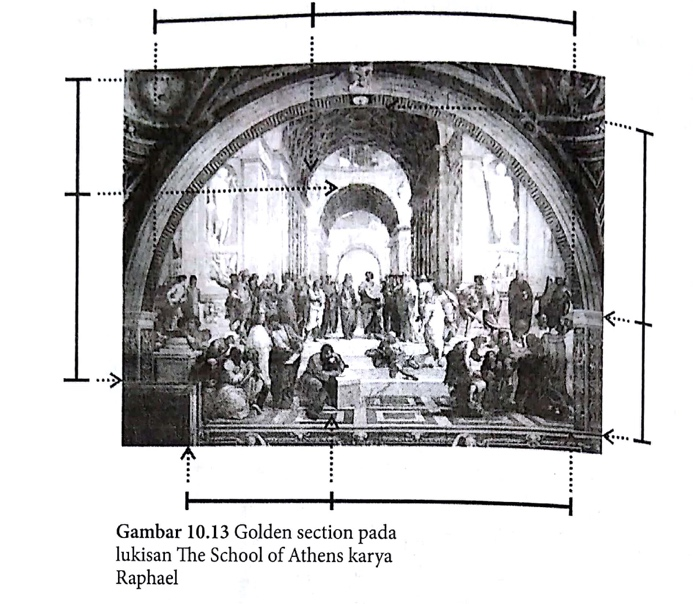 Gambar 10.13 Golden section pada
lukisan The School of Athens karya
Raphael